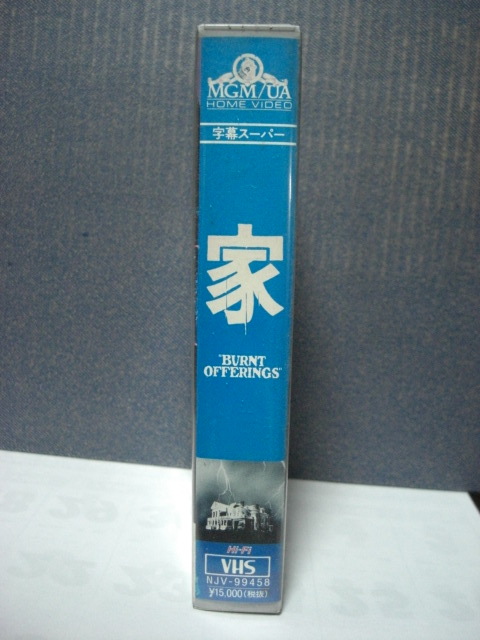 MGM/UA
HOME VIDEO
字幕スーパー
家
"BURNT
OFFERINGS"
HI-Fi
VHS
NJV-99458
¥15,000(税抜)